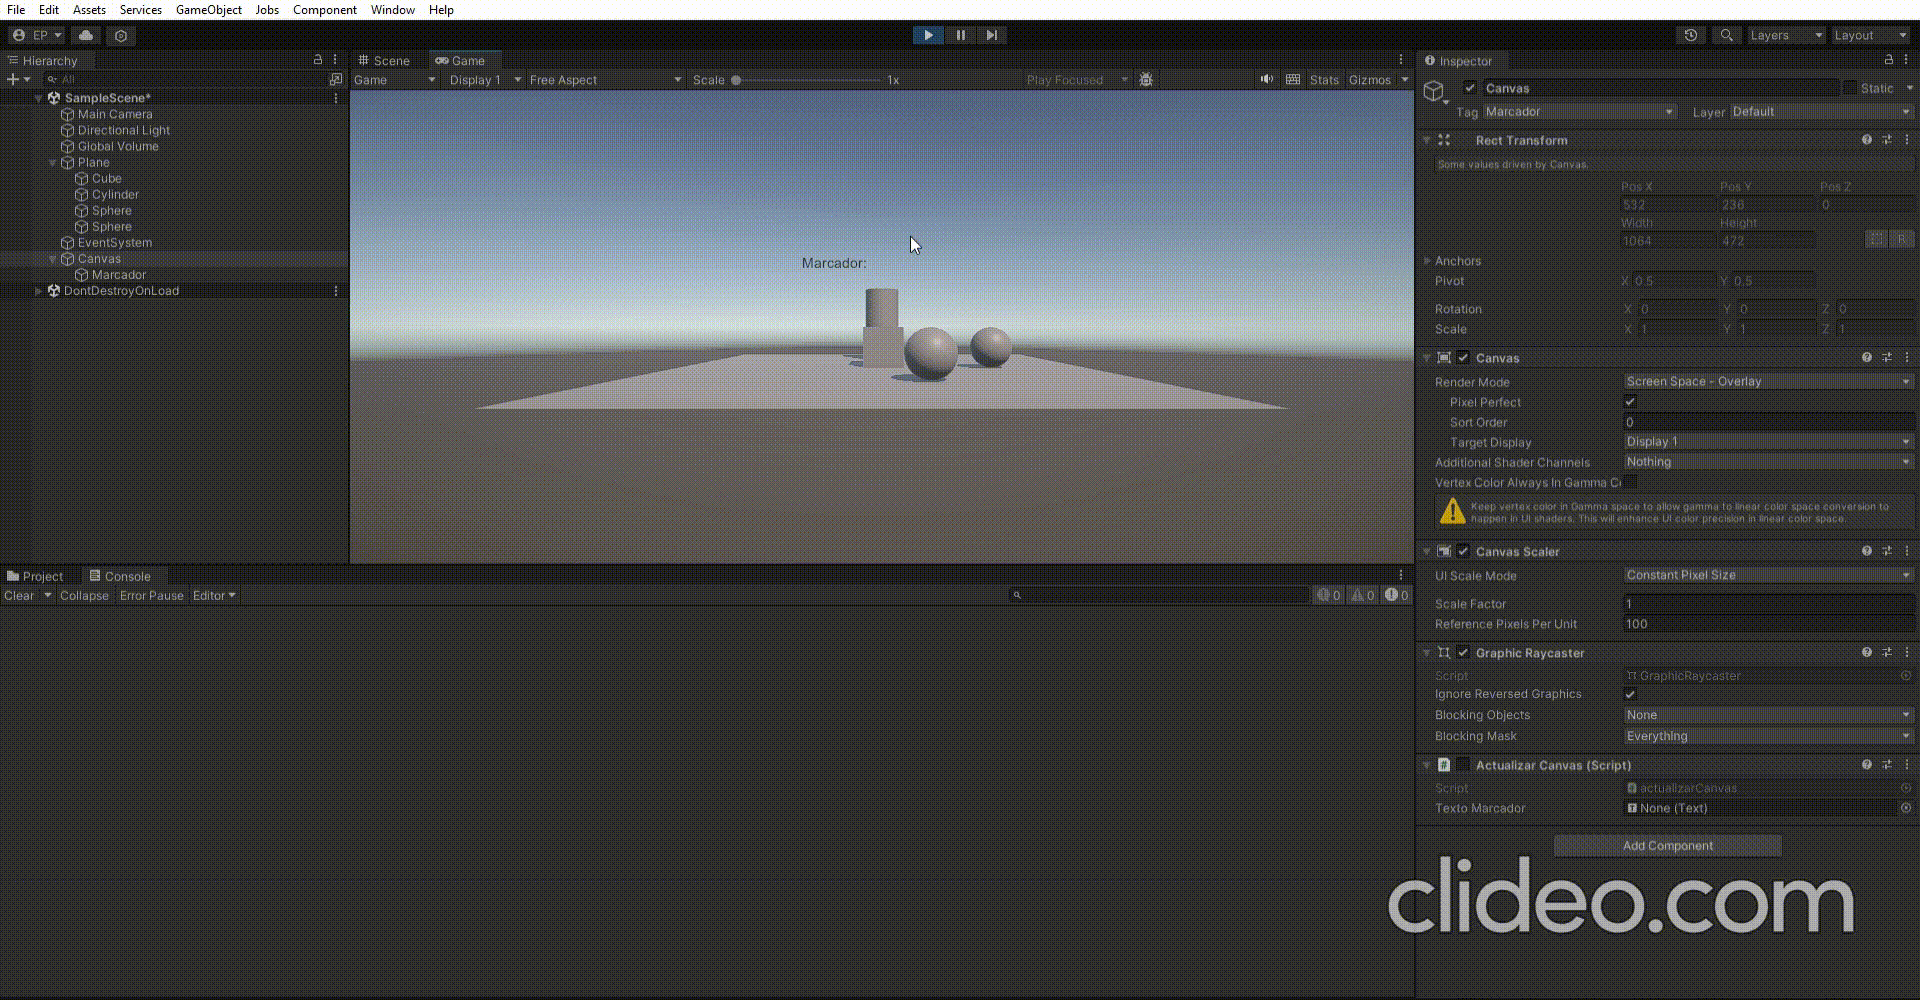 File Edit Assets Services GameObject Jobs Component Window Help
EP Layers Layout
Hierarchy
All
SampleScene*
Main Camera
Directional Light
Global Volume
Plane
Cube
Cylinder
Sphere
Sphere
EventSystem
Canvas
Marcador
DontDestroyOnLoad
Scene Game
Game Display 1 Free Aspect Scale 1x Play Focused Stats Gizmos
Marcador:
Project Console
Clear Collapse Error Pause Editor 0 0 0
Inspector
Canvas Static
Tag Marcador Layer Default
Rect Transform
Some values driven by Canvas.
Pos X Pos Y Pos Z
532 236 0
Width Height
1064 472 R
Anchors
Pivot X 0.5 Y 0.5
Rotation X 0 Y 0 Z 0
Scale X 1 Y 1 Z 1
Canvas
Render Mode Screen Space - Overlay
Pixel Perfect
Sort Order 0
Target Display Display 1
Additional Shader Channels Nothing
Vertex Color Always In Gamma C
Keep vertex color in Gamma space to allow gamma to linear color space conversion to
happen in UI shaders. This will enhance UI color precision in linear color space.
Canvas Scaler
UI Scale Mode Constant Pixel Size
Scale Factor 1
Reference Pixels Per Unit 100
Graphic Raycaster
Script GraphicRaycaster
Ignore Reversed Graphics
Blocking Objects None
Blocking Mask Everything
# Actualizar Canvas (Script)
Script actualizarCanvas
Texto Marcador None (Text)
Add Component
clideo.com